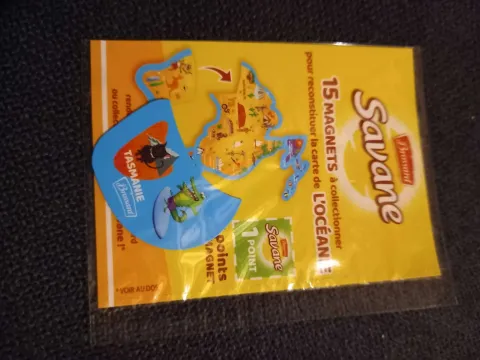 Brossard
Savane
15 MAGNETS à collectionner
pour reconstituer la carte de L'OCÉANIE
TASMANIE
Brossard
Savane
1 POINT
points
MAGNET
*VOIR AU DOS